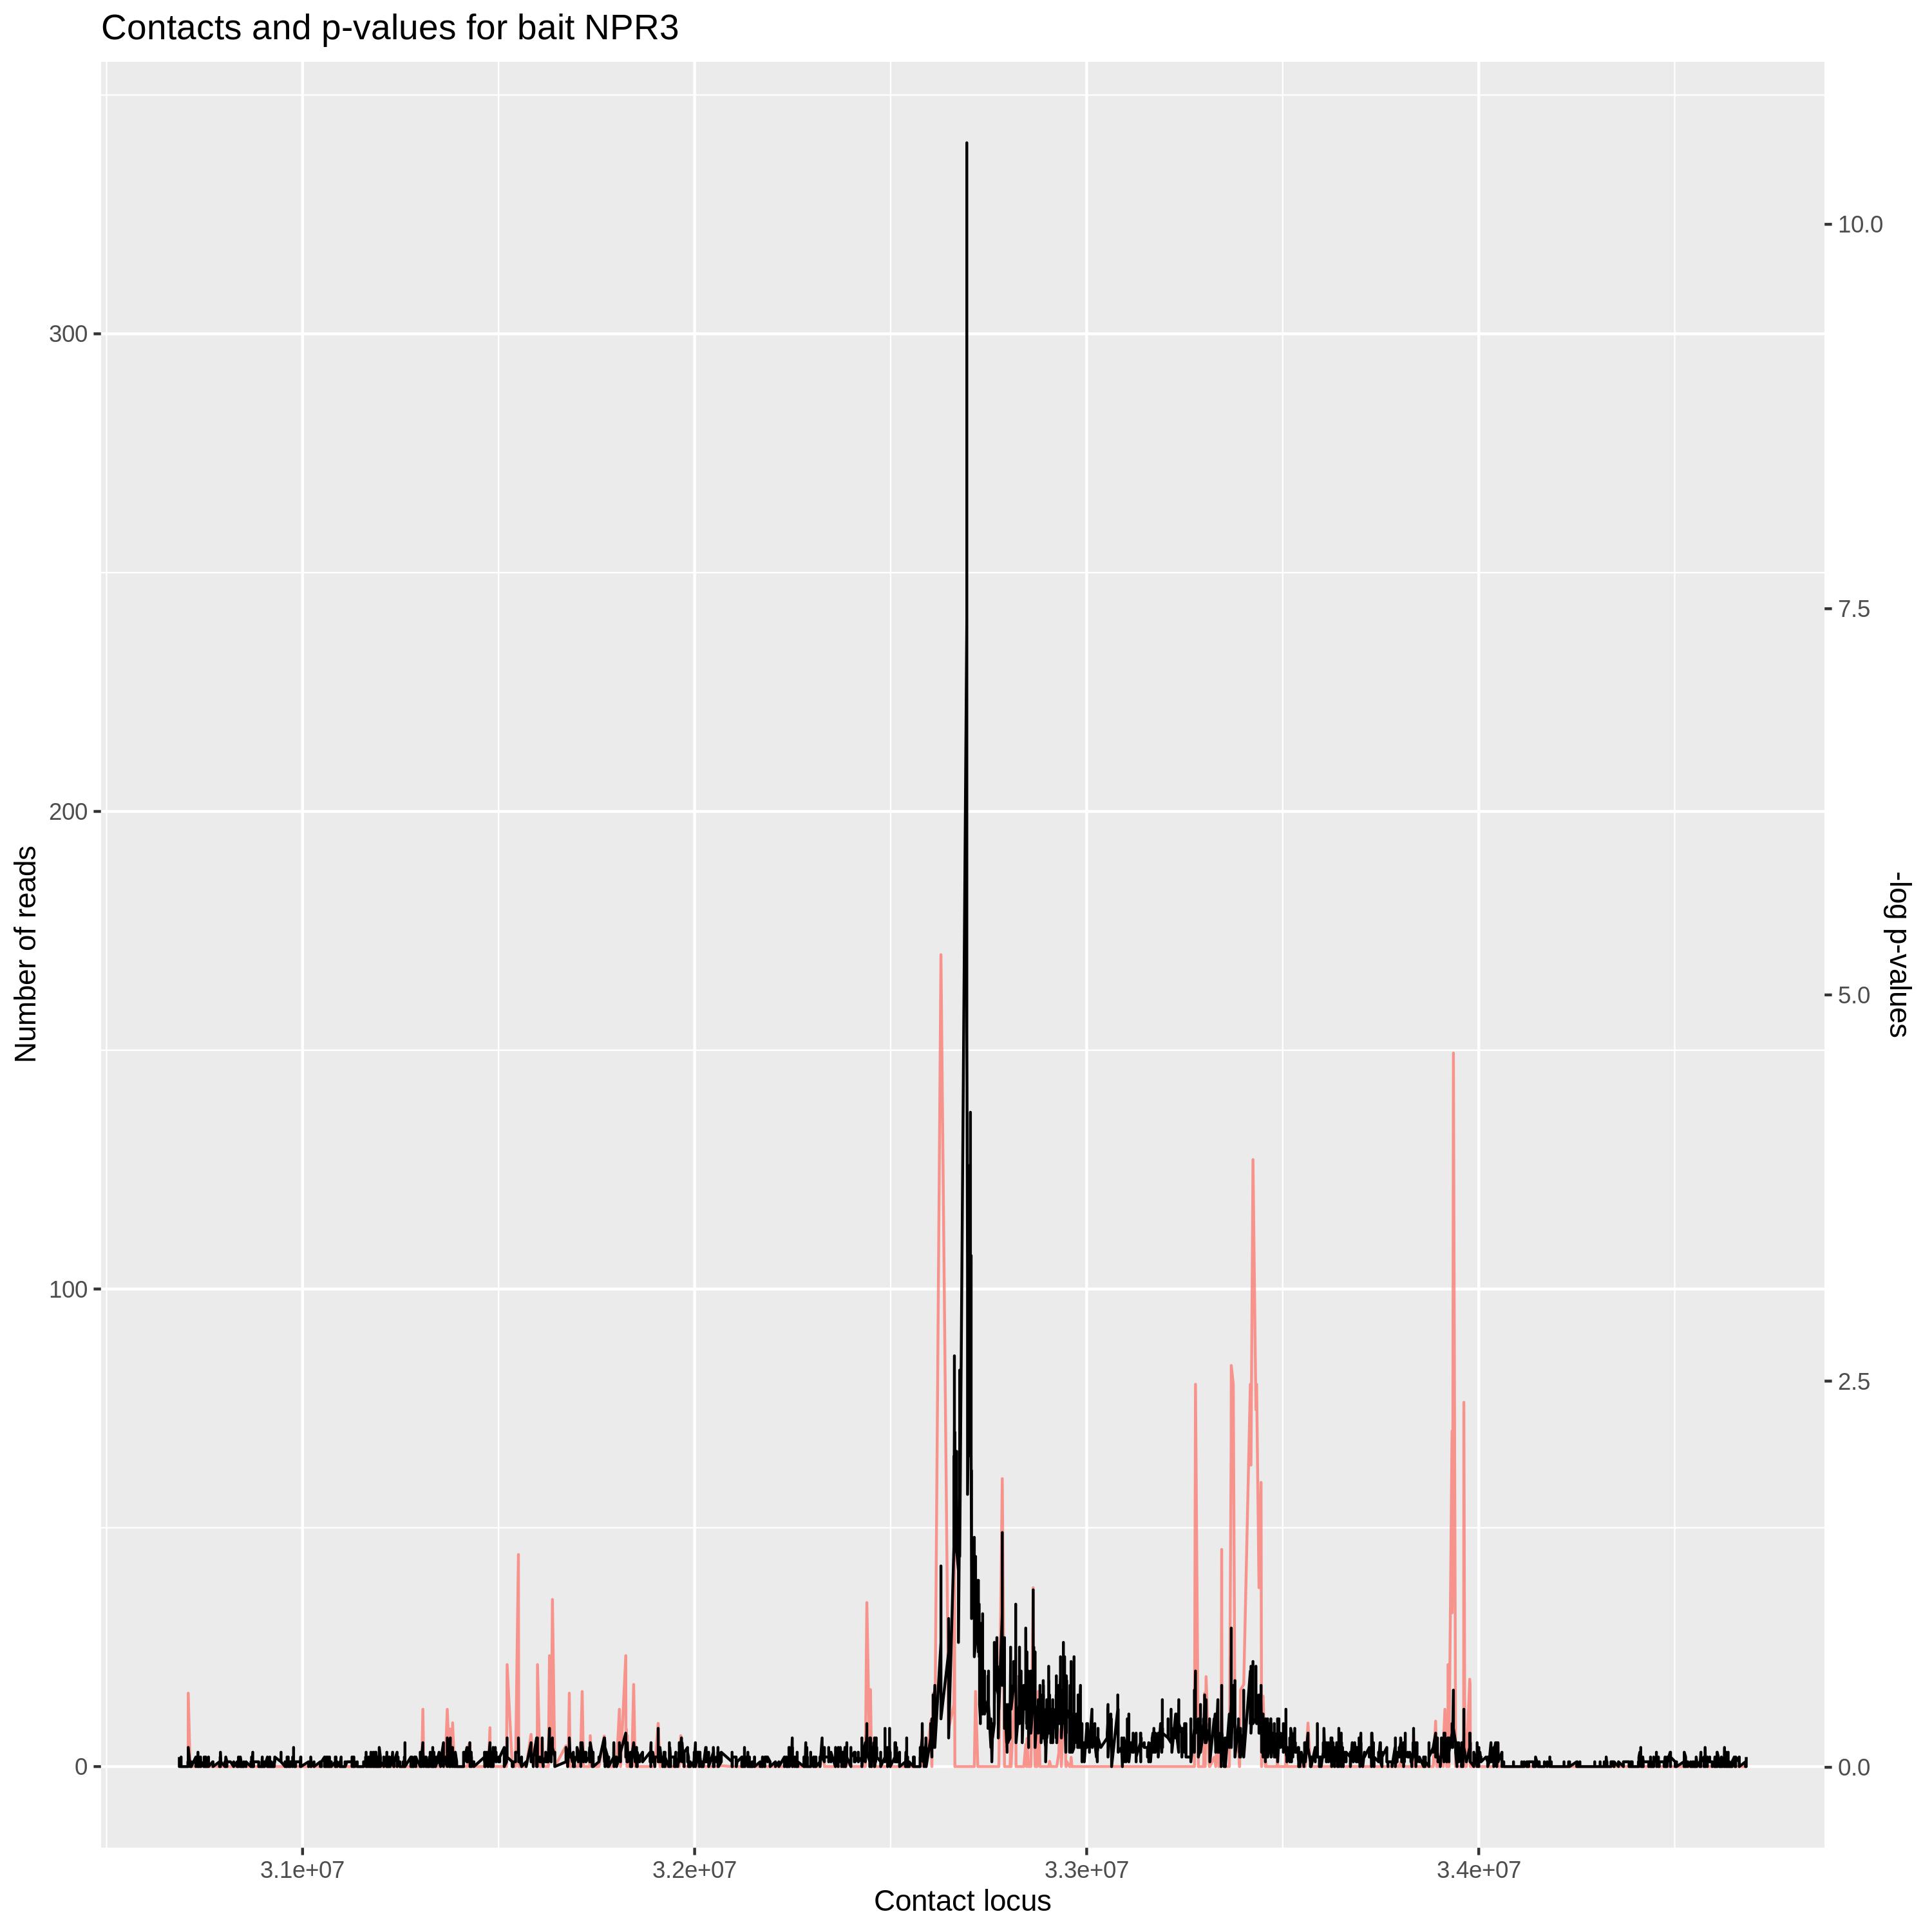 Contacts and p-values for bait NPR3
Number of reads
300
200
100
0
10.0
7.5
5.0
2.5
0.0
-log p-values
3.1e+07
3.2e+07
3.3e+07
3.4e+07
Contact locus